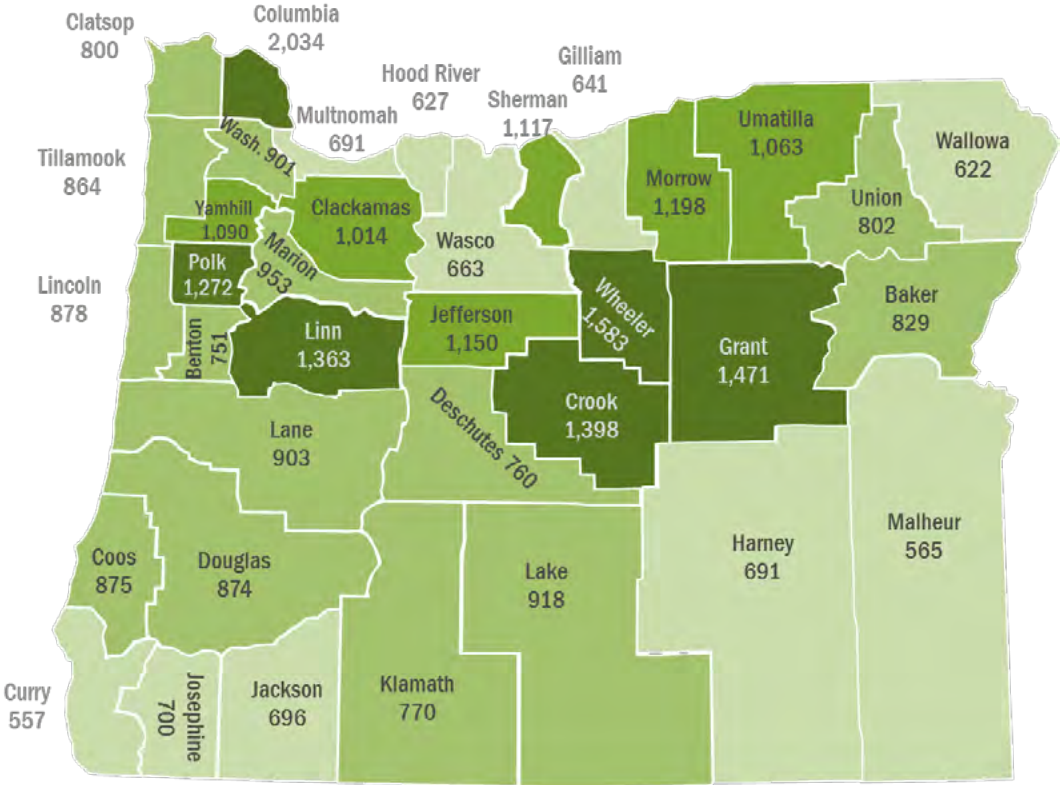 Clatsop
800
Columbia
2,034
Hood River
627
Gilliam
641
Multnomah
691
Sherman
1,117
Umatilla
1,063
Wallowa
622
Tillamook
864
Wash. 901
Morrow
1,198
Union
802
Yamhill
1,090
Clackamas
1,014
Wasco
663
Marion
953
Polk
1,272
Lincoln
878
Baker
829
Wheeler
1,583
Jefferson
1,150
Linn
1,363
Benton
751
Grant
1,471
Crook
1,398
Deschutes 760
Lane
903
Malheur
565
Harney
691
Coos
875
Douglas
874
Lake
918
Curry
557
Josephine
700
Jackson
696
Klamath
770